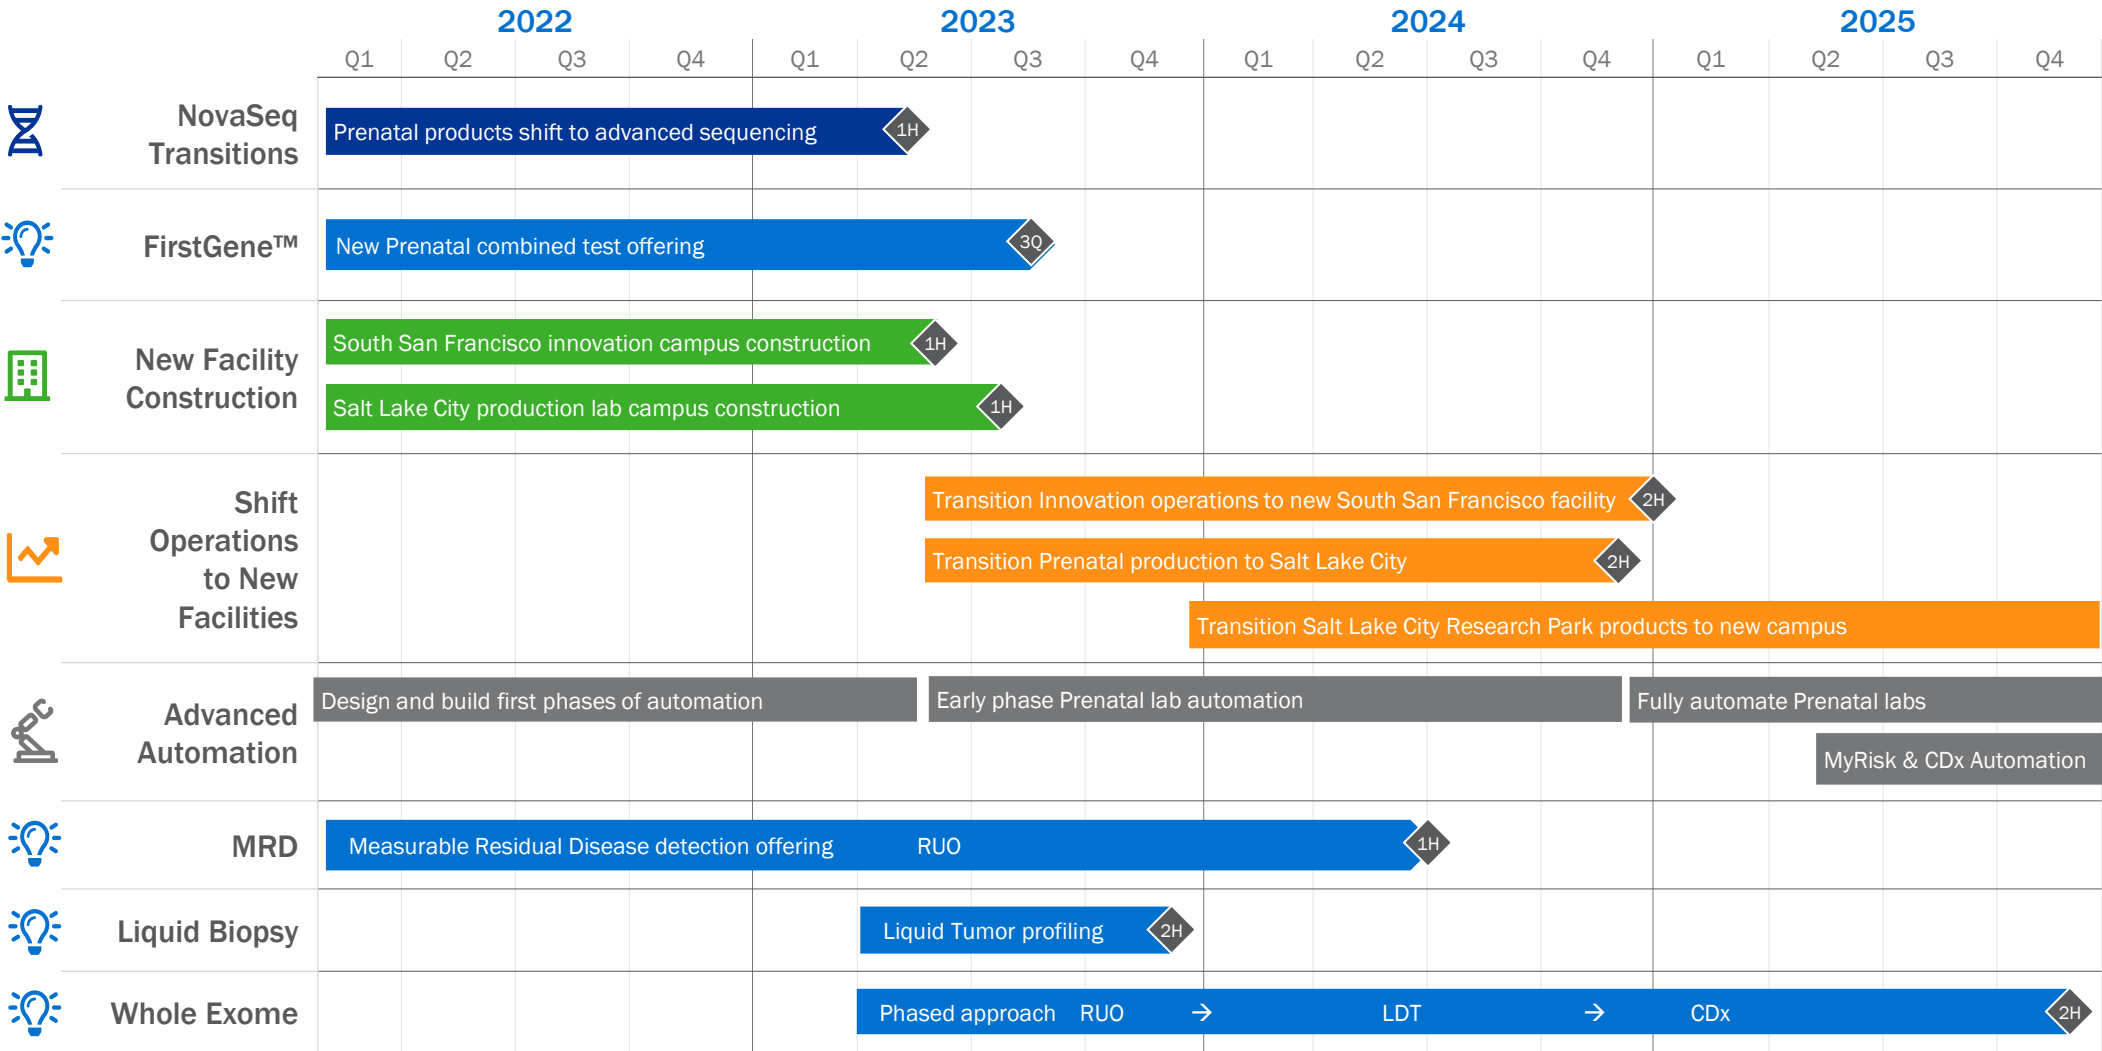 2022 2023 2024 2025
Q1 Q2 Q3 Q4 Q1 Q2 Q3 Q4 Q1 Q2 Q3 Q4 Q1 Q2 Q3 Q4
NovaSeq
Transitions
Prenatal products shift to advanced sequencing 1H
FirstGene™
New Prenatal combined test offering 3Q
New Facility
Construction
South San Francisco innovation campus construction 1H
Salt Lake City production lab campus construction 1H
Shift
Operations
to New
Facilities
Transition Innovation operations to new South San Francisco facility 2H
Transition Prenatal production to Salt Lake City 2H
Transition Salt Lake City Research Park products to new campus
Advanced
Automation
Design and build first phases of automation Early phase Prenatal lab automation Fully automate Prenatal labs
MyRisk & CDx Automation
MRD
Measurable Residual Disease detection offering RUO 1H
Liquid Biopsy
Liquid Tumor profiling 2H
Whole Exome
Phased approach RUO → LDT → CDx 2H